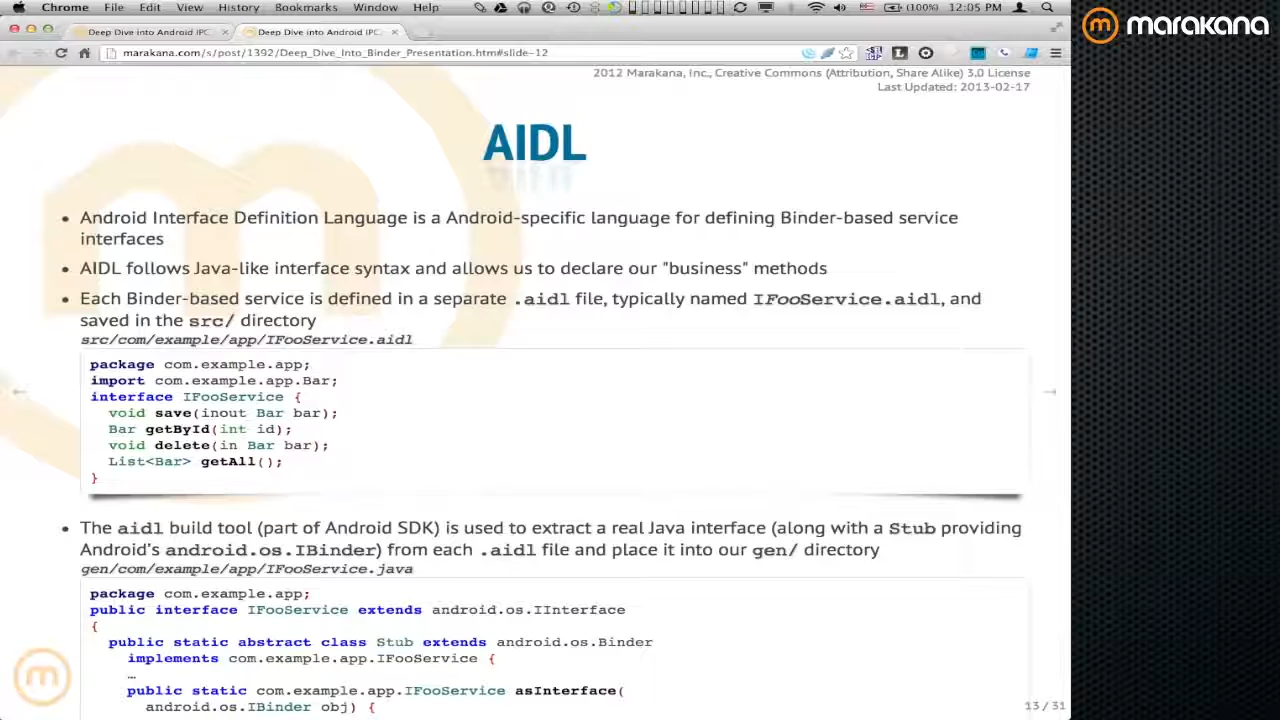 Chrome File Edit View History Bookmarks Window Help (100%) 12:05 PM
marakana
Deep Dive into Android IPC × Deep Dive into Android IPC ×
marakana.com/s/post/1392/Deep_Dive_Into_Binder_Presentation.htm#slide-12
2012 Marakana, Inc., Creative Commons (Attribution, Share Alike) 3.0 License
Last Updated: 2013-02-17
AIDL
• Android Interface Definition Language is a Android-specific language for defining Binder-based service
interfaces
• AIDL follows Java-like interface syntax and allows us to declare our "business" methods
• Each Binder-based service is defined in a separate .aidl file, typically named IFooService.aidl, and
saved in the src/ directory
src/com/example/app/IFooService.aidl
package com.example.app;
import com.example.app.Bar;
interface IFooService {
void save(inout Bar bar);
Bar getById(int id);
void delete(in Bar bar);
List<Bar> getAll();
}
• The aidl build tool (part of Android SDK) is used to extract a real Java interface (along with a Stub providing
Android's android.os.IBinder) from each .aidl file and place it into our gen/ directory
gen/com/example/app/IFooService.java
package com.example.app;
public interface IFooService extends android.os.IInterface
{
public static abstract class Stub extends android.os.Binder
implements com.example.app.IFooService {
…
public static com.example.app.IFooService asInterface(
android.os.IBinder obj) {
13 / 31